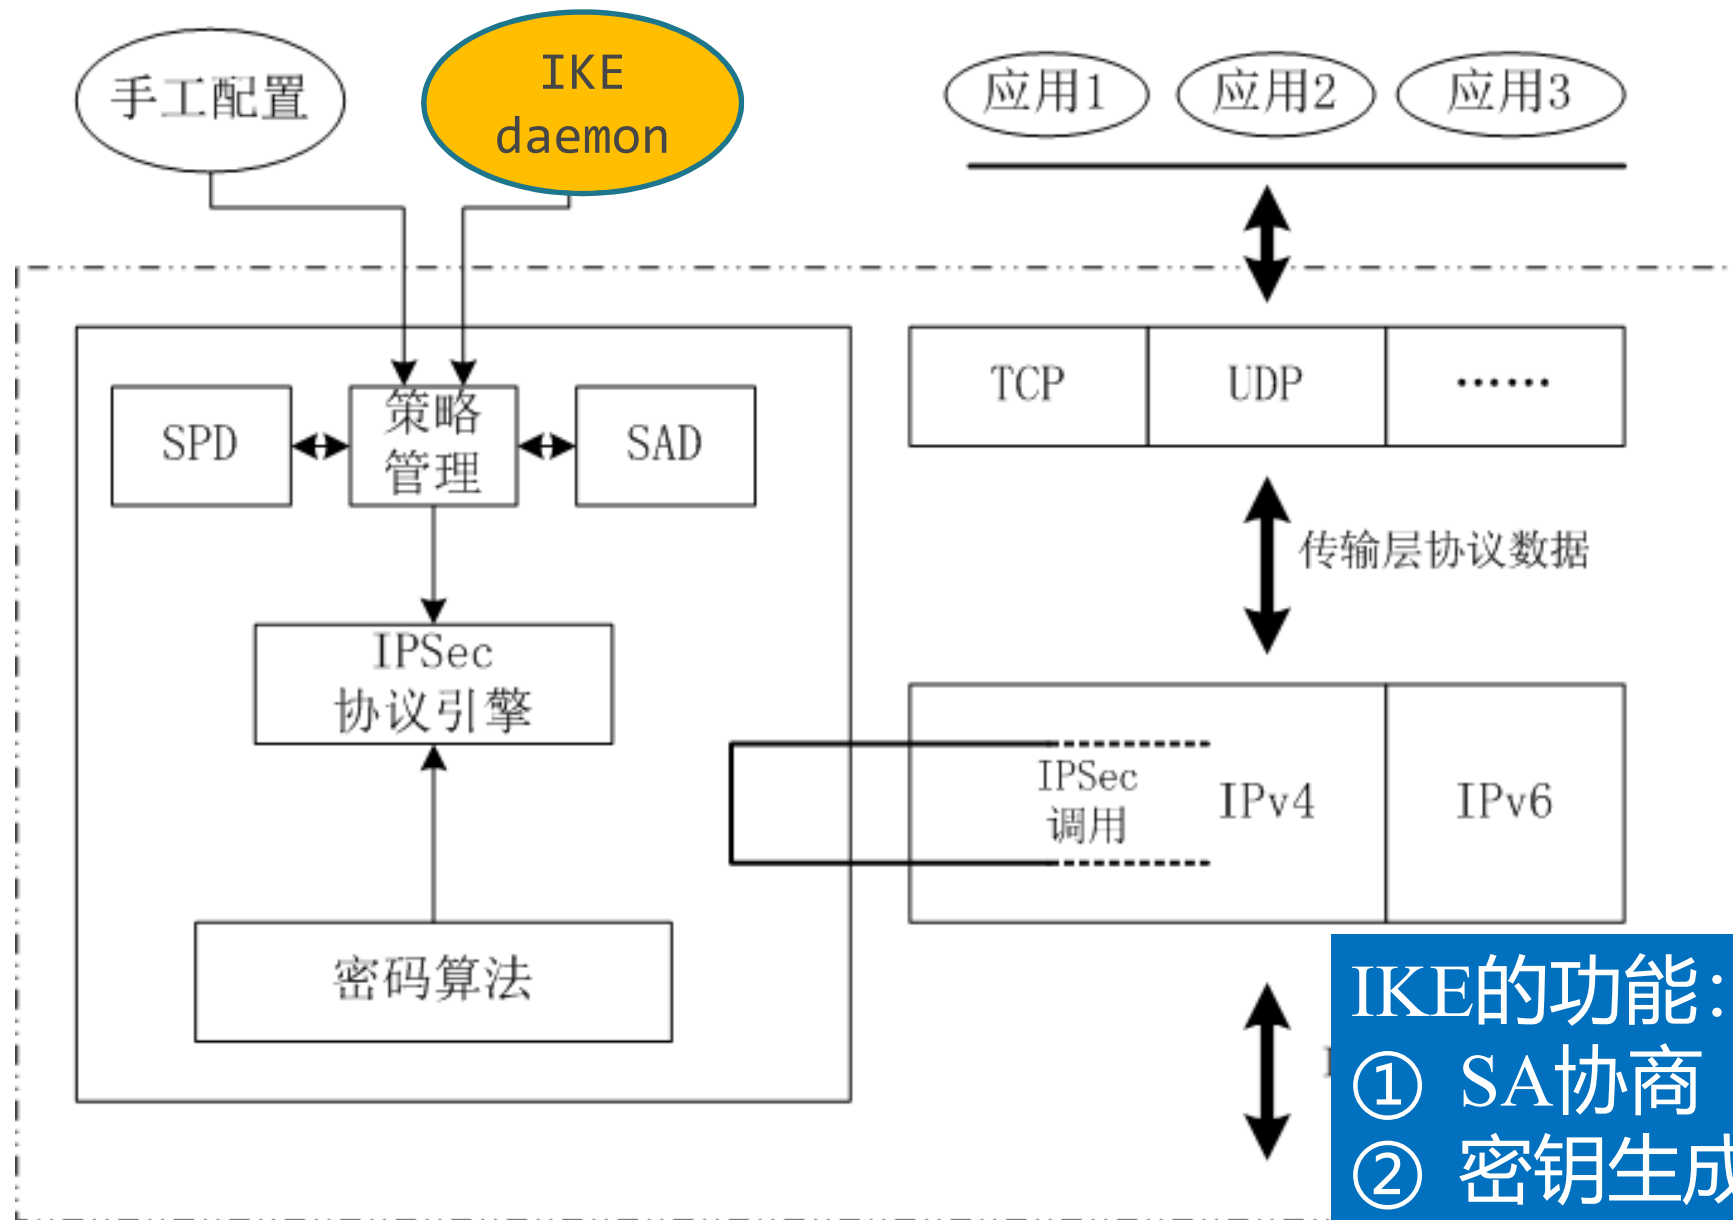 手工配置
IKE
daemon
应用1
应用2
应用3
SPD
策略
管理
SAD
TCP
UDP
……
传输层协议数据
IPSec
协议引擎
IPSec
调用
IPv4
IPv6
密码算法
IKE的功能：
① SA协商
② 密钥生成